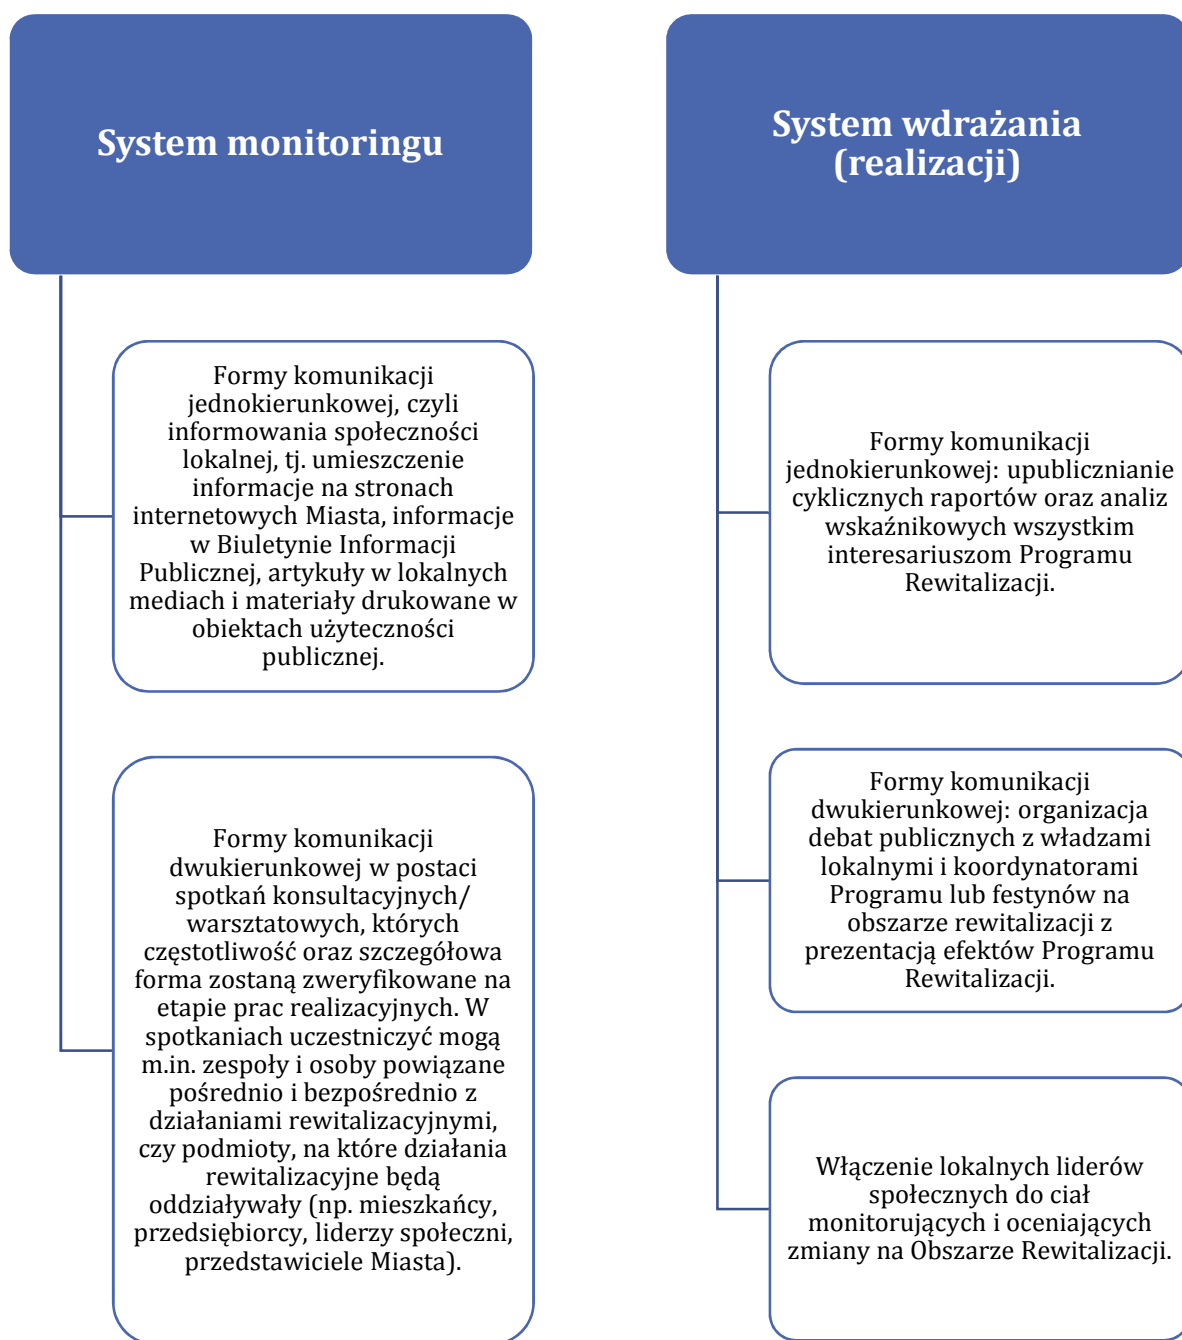 System monitoringu
Formy komunikacji
jednokierunkowej, czyli
informowania społeczności
lokalnej, tj. umieszczenie
informacje na stronach
internetowych Miasta, informacje
w Biuletynie Informacji
Publicznej, artykuły w lokalnych
mediach i materiały drukowane w
obiektach użyteczności
publicznej.
Formy komunikacji
dwukierunkowej w postaci
spotkań konsultacyjnych/
warsztatowych, których
częstotliwość oraz szczegółowa
forma zostaną zweryfikowane na
etapie prac realizacyjnych. W
spotkaniach uczestniczyć mogą
m.in. zespoły i osoby powiązane
pośrednio i bezpośrednio z
działaniami rewitalizacyjnymi,
czy podmioty, na które działania
rewitalizacyjne będą
oddziaływały (np. mieszkańcy,
przedsiębiorcy, liderzy społeczni,
przedstawiciele Miasta).
System wdrażania
(realizacji)
Formy komunikacji
jednokierunkowej: upublicznianie
cyklicznych raportów oraz analiz
wskaźnikowych wszystkim
interesariuszom Programu
Rewitalizacji.
Formy komunikacji
dwukierunkowej: organizacja
debat publicznych z władzami
lokalnymi i koordynatorami
Programu lub festynów na
obszarze rewitalizacji z
prezentacją efektów Programu
Rewitalizacji.
Włączenie lokalnych liderów
społecznych do ciał
monitorujących i oceniających
zmiany na Obszarze Rewitalizacji.